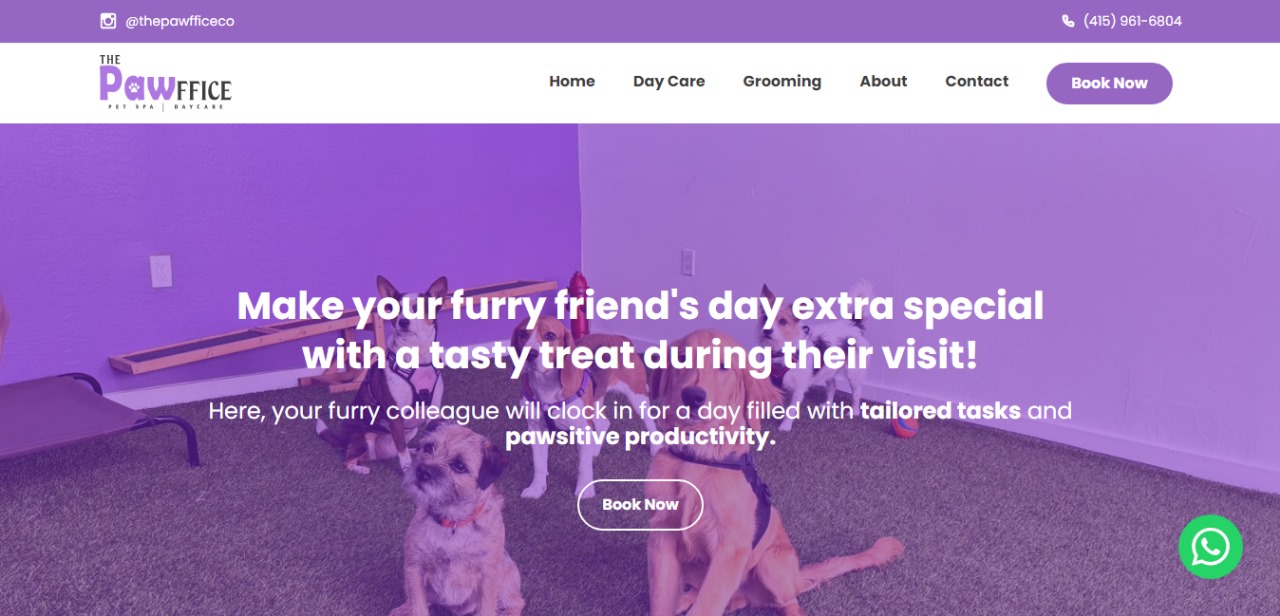 @thepawfficeco
(415) 961-6804
THE
PawFFICE
PET SPA | DAYCARE
Home
Day Care
Grooming
About
Contact
Book Now
Make your furry friend's day extra special
with a tasty treat during their visit!
Here, your furry colleague will clock in for a day filled with tailored tasks and
pawsitive productivity.
Book Now